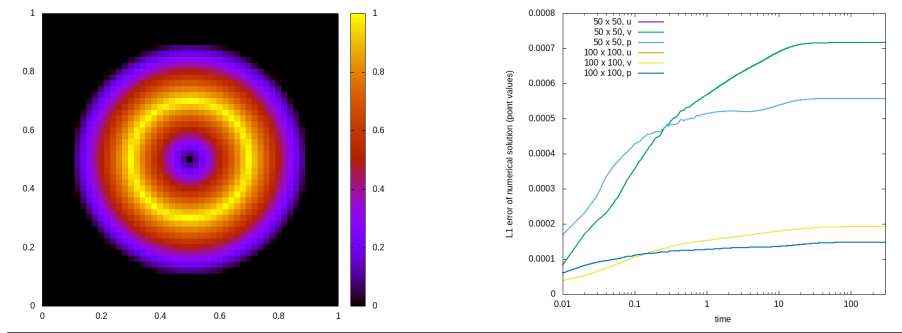 1
0.8
0.6
0.4
0.2
0
0 0.2 0.4 0.6 0.8 1
1
0.8
0.6
0.4
0.2
0
L1 error of numerical solution (point values)
0.0008
0.0007
0.0006
0.0005
0.0004
0.0003
0.0002
0.0001
0
50 x 50, u
50 x 50, v
50 x 50, p
100 x 100, u
100 x 100, v
100 x 100, p
0.01 0.1 1 10 100
time